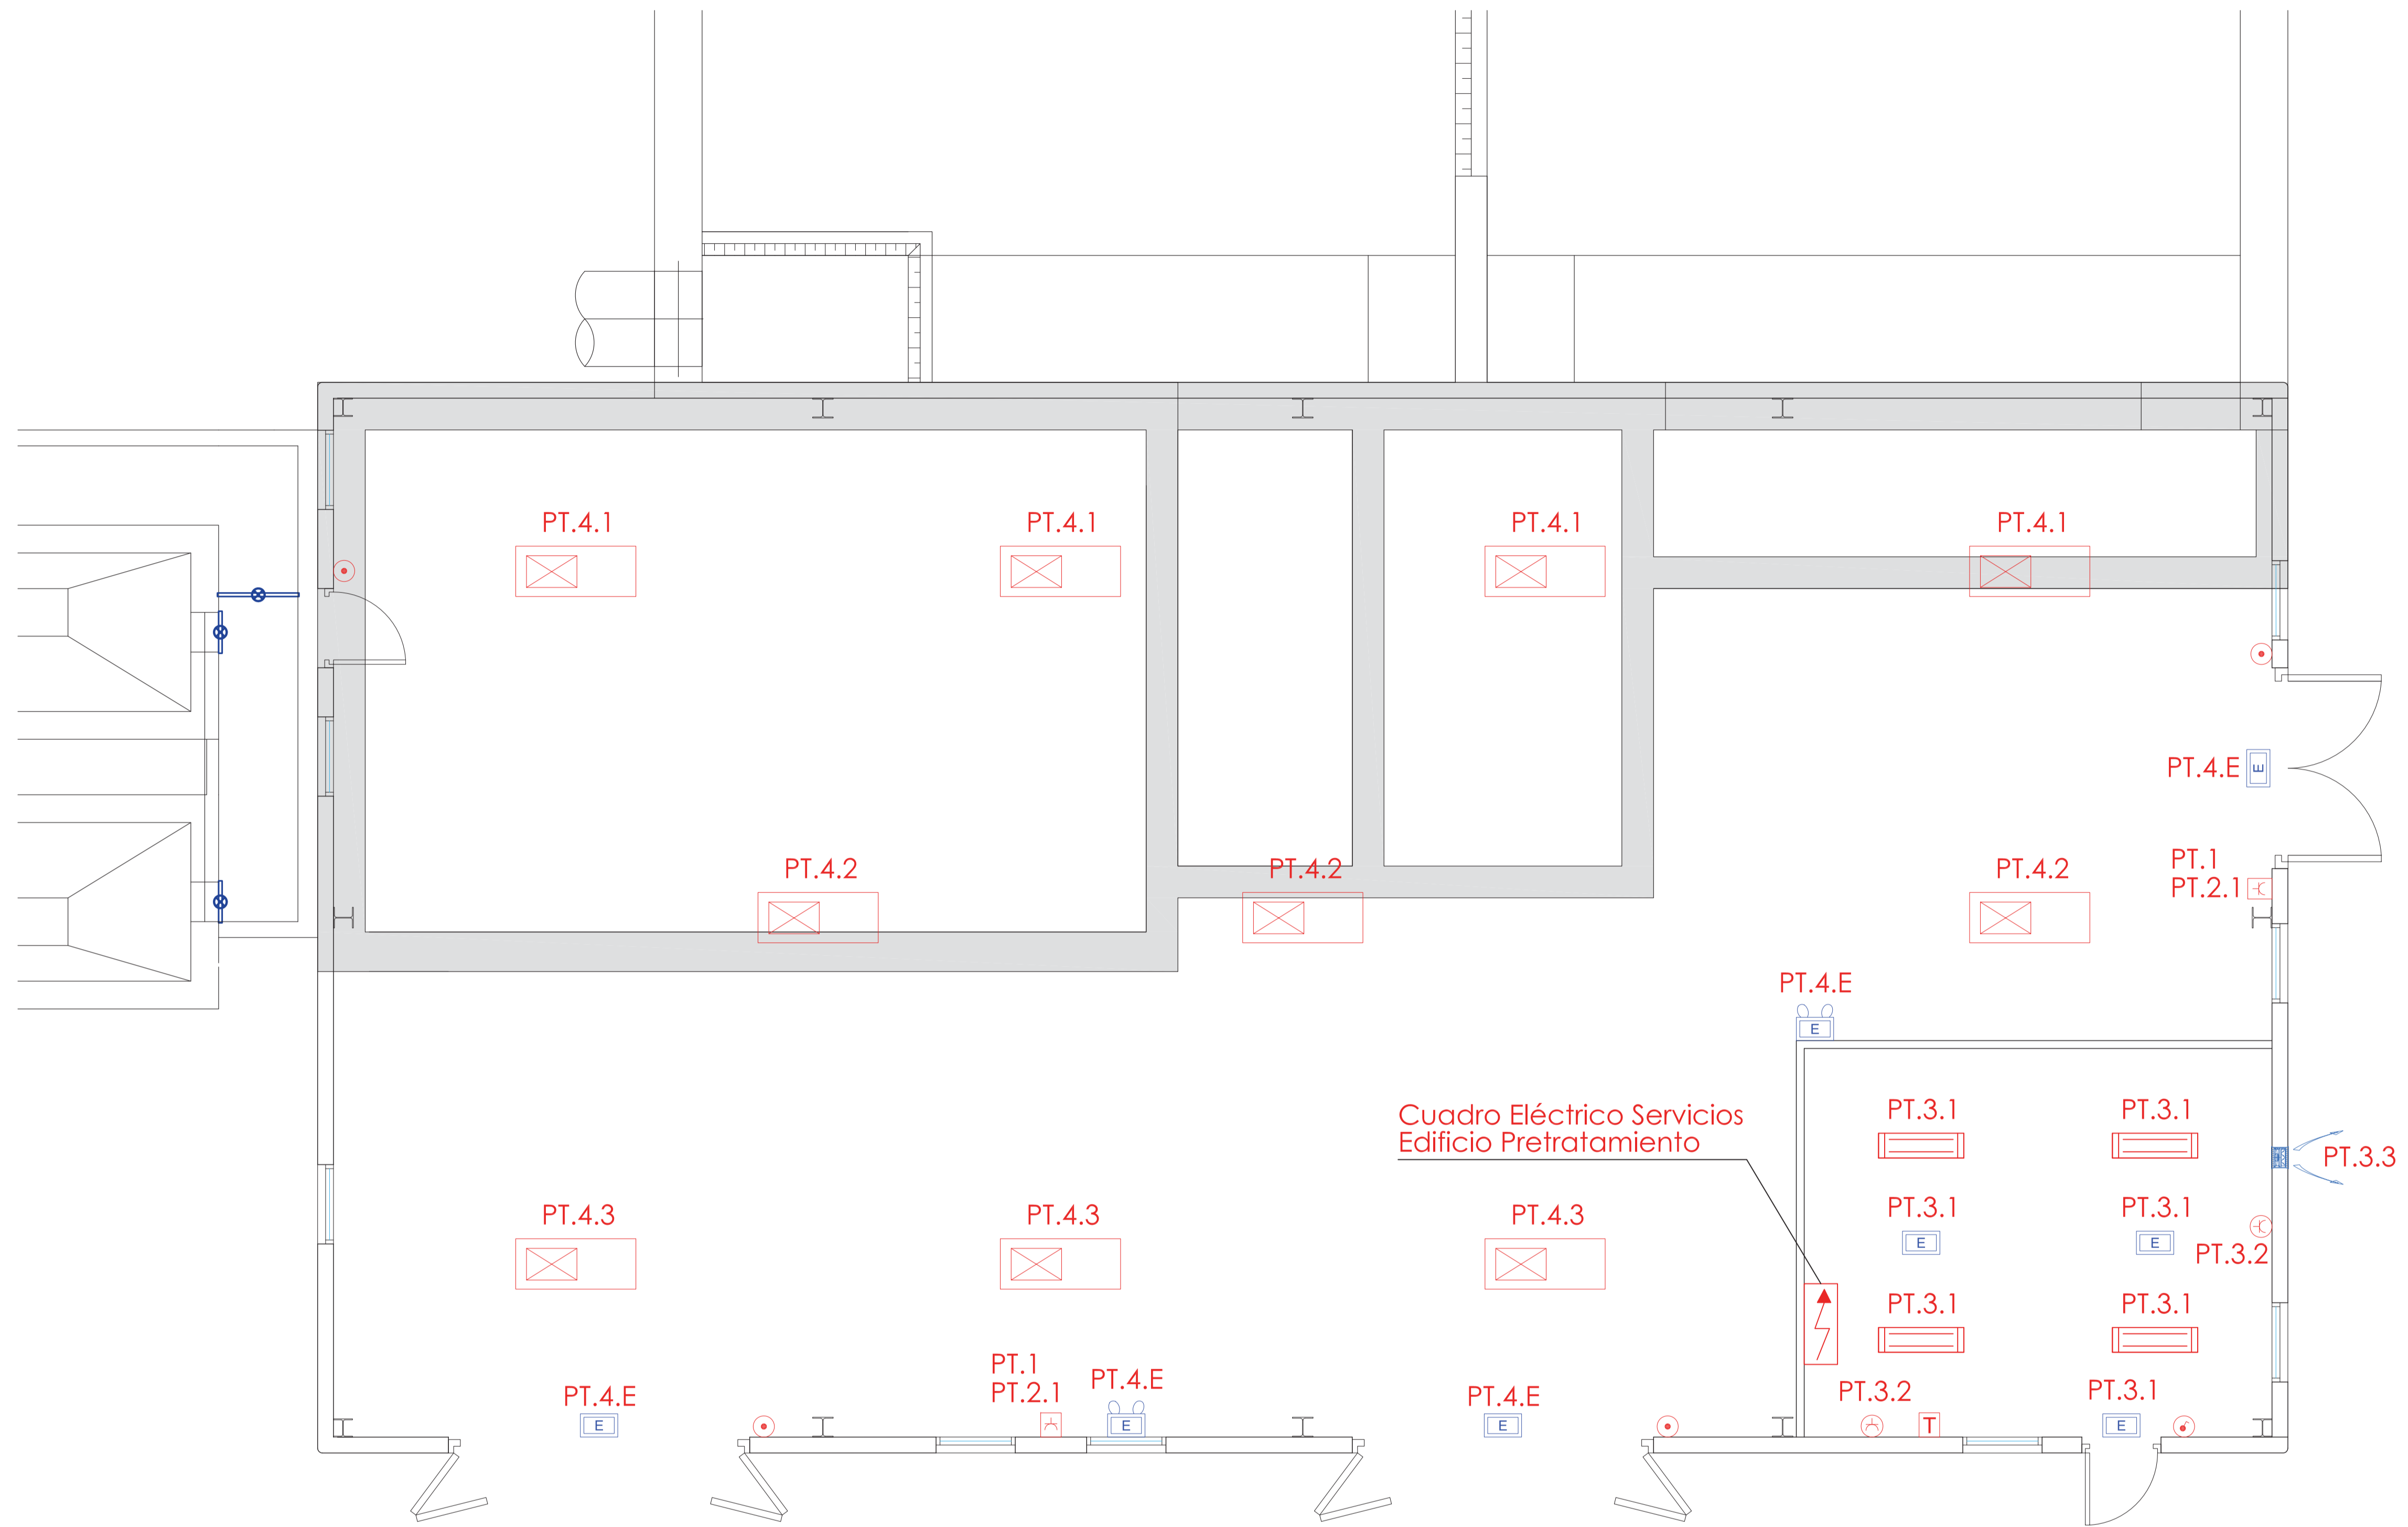 PT.4.1
PT.4.1
PT.4.1
PT.4.1
PT.4.E
E
PT.4.2
PT.4.2
PT.4.2
PT.1
PT.2.1
PT.4.E
E
Cuadro Eléctrico Servicios
Edificio Pretratamiento
PT.3.1
PT.3.1
PT.3.3
PT.3.1
PT.3.1
E
E
PT.3.2
PT.4.3
PT.4.3
PT.4.3
PT.3.1
PT.3.1
PT.1
PT.2.1
PT.4.E
PT.4.E
PT.4.E
PT.3.2
PT.3.1
E
E
E
T
E